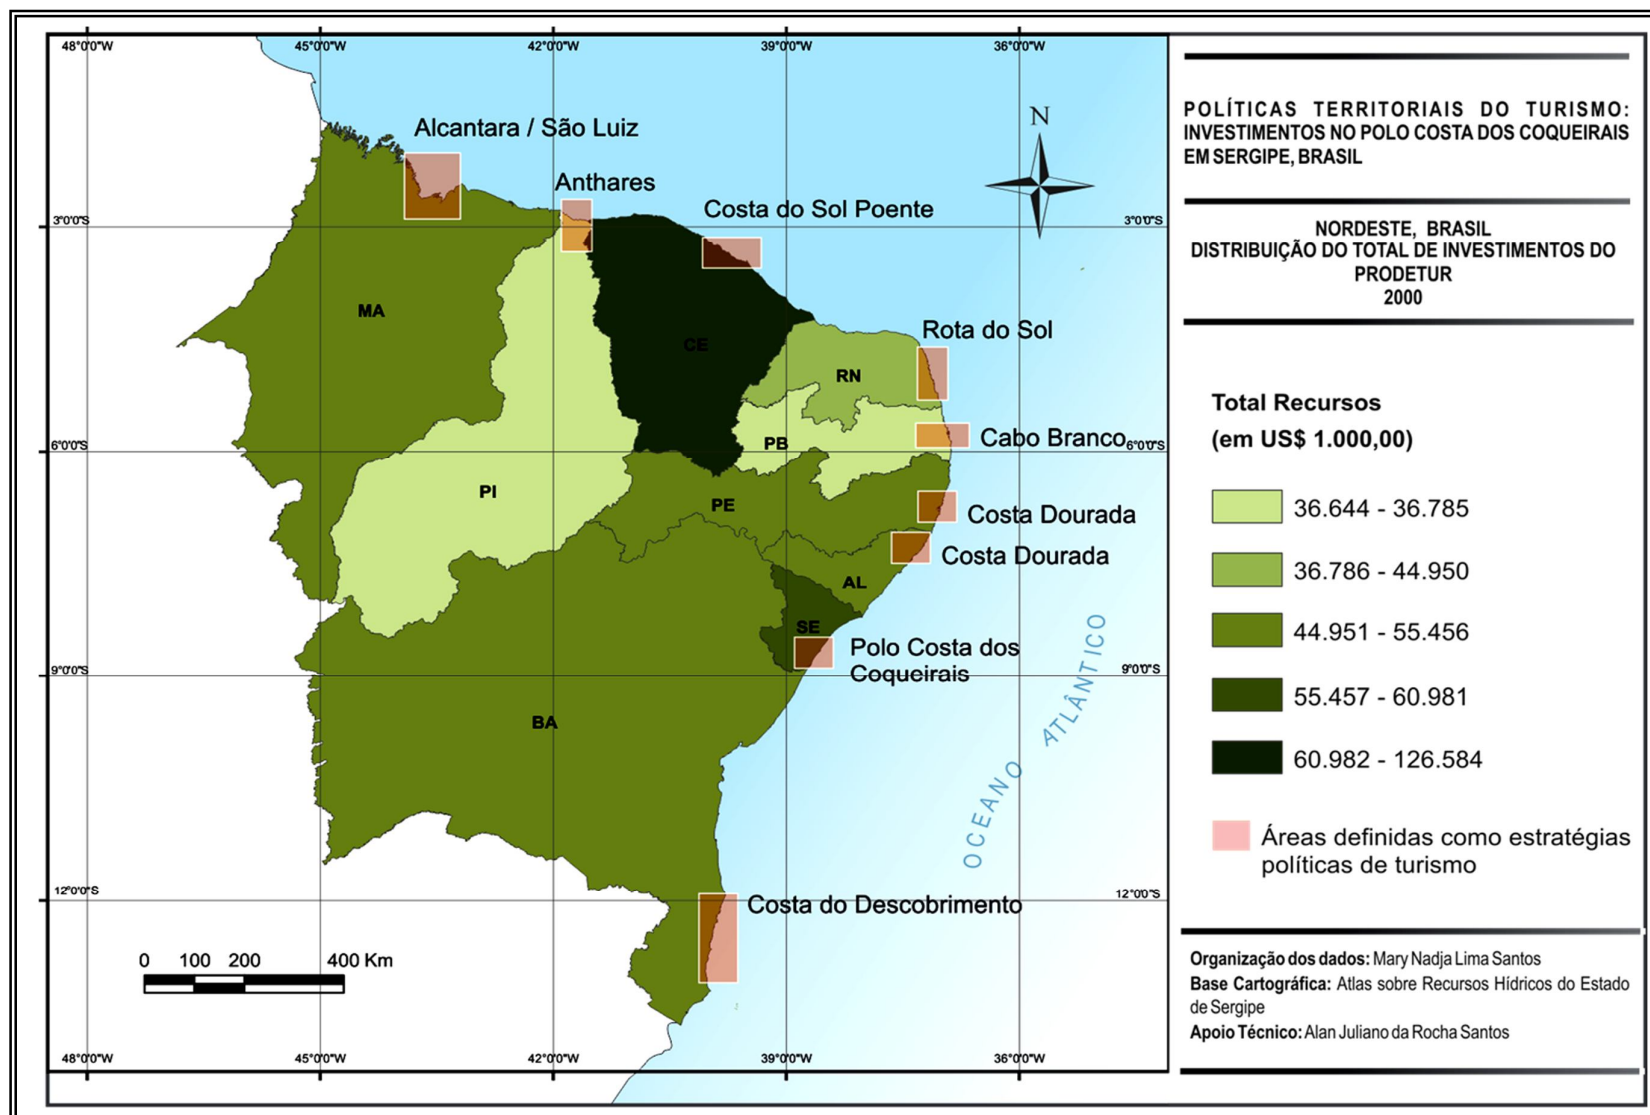 48°0'0"W 45°0'0"W 42°0'0"W 39°0'0"W 36°0'0"W
Alcantara / São Luiz
Anthares
Costa do Sol Poente
N
3°0'0"S 3°0'0"S
MA
CE
Rota do Sol
RN
Cabo Branco
PB
6°0'0"S 6°0'0"S
PI
PE
Costa Dourada
Costa Dourada
AL
SE
Polo Costa dos
Coqueirais
9°0'0"S 9°0'0"S
BA
OCEANO ATLÂNTICO
12°0'0"S 12°0'0"S
Costa do Descobrimento
0 100 200 400 Km
48°0'0"W 45°0'0"W 42°0'0"W 39°0'0"W 36°0'0"W
POLÍTICAS TERRITORIAIS DO TURISMO:
INVESTIMENTOS NO POLO COSTA DOS COQUEIRAIS
EM SERGIPE, BRASIL
NORDESTE, BRASIL
DISTRIBUIÇÃO DO TOTAL DE INVESTIMENTOS DO
PRODETUR
2000
Total Recursos
(em US$ 1.000,00)
36.644 - 36.785
36.786 - 44.950
44.951 - 55.456
55.457 - 60.981
60.982 - 126.584
Áreas definidas como estratégias
políticas de turismo
Organização dos dados: Mary Nadja Lima Santos
Base Cartográfica: Atlas sobre Recursos Hídricos do Estado
de Sergipe
Apoio Técnico: Alan Juliano da Rocha Santos